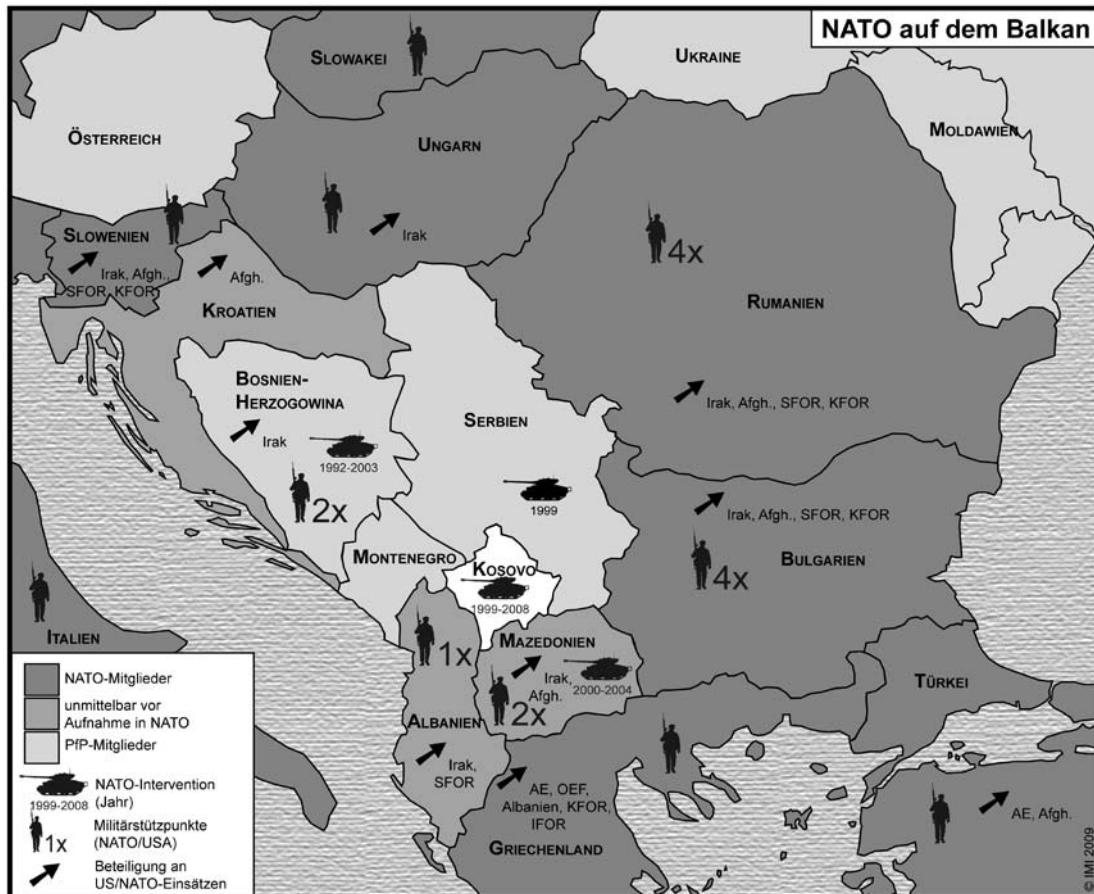 NATO auf dem Balkan
SLOWAKEI
UKRAINE
ÖSTERREICH
UNGARN
MOLDAWIEN
Irak
SLOWENIEN
Irak, Afgh.,
SFOR, KFOR
Afgh.
KROATIEN
4x
RUMANIEN
Irak, Afgh., SFOR, KFOR
BOSNIEN-
HERZOGOWINA
Irak
1992-2003
2x
SERBIEN
1999
Irak, Afgh., SFOR, KFOR
BULGARIEN
4x
MONTENEGRO
KOSOVO
1999-2008
ITALIEN
1x
MAZEDONIEN
Irak,
Afgh.
2000-2004
2x
ALBANIEN
Irak,
SFOR
TÜRKEI
AE, OEF,
Albanien, KFOR,
IFOR
GRIECHENLAND
AE, Afgh.
NATO-Mitglieder
unmittelbar vor
Aufnahme in NATO
PfP-Mitglieder
NATO-Intervention
(Jahr)
1999-2008
Militärstützpunkte
(NATO/USA)
1x
Beteiligung an
US/NATO-Einsätzen
© IMI 2009